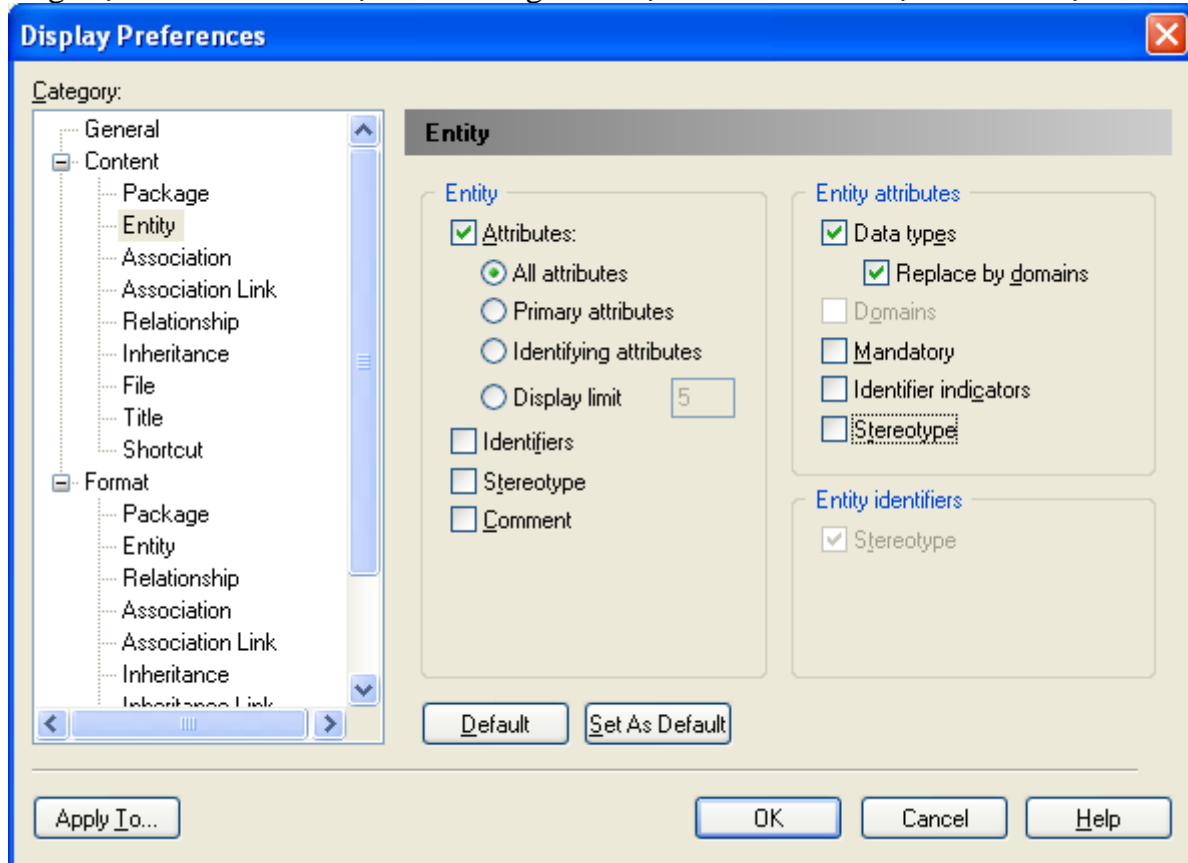 Display Preferences
Category:
General
Content
Package
Entity
Association
Association Link
Relationship
Inheritance
File
Title
Shortcut
Format
Package
Entity
Relationship
Association
Association Link
Inheritance
Inheritance Link
Entity
Entity
Attributes:
All attributes
Primary attributes
Identifying attributes
Display limit 5
Identifiers
Stereotype
Comment
Entity attributes
Data types
Replace by domains
Domains
Mandatory
Identifier indicators
Stereotype
Entity identifiers
Stereotype
Default Set As Default
Apply To... OK Cancel Help